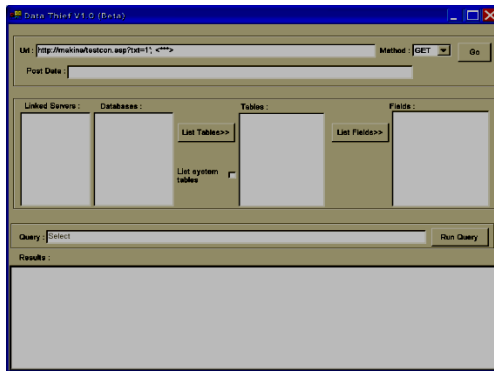 Data Thief V1.0 (Beta)
Url : http://makina/testcon.asp?txt=1'; <***> Method : GET Go
Post Data :
Linked Servers : Databases : Tables : Fields :
List Tables>> List Fields>>
List system
tables
Query : Select Run Query
Results :